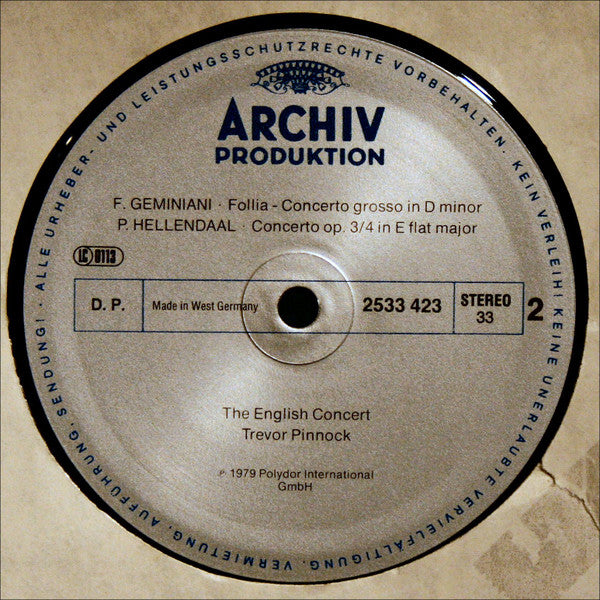 ARCHIV
PRODUKTION
F. GEMINIANI · Follia - Concerto grosso in D minor
P. HELLENDAAL · Concerto op. 3/4 in E flat major
LC 0113
D. P.
Made in West Germany
2533 423
STEREO
33
2
The English Concert
Trevor Pinnock
℗ 1979 Polydor International
GmbH
· ALLE URHEBER- UND LEISTUNGSSCHUTZRECHTE VORBEHALTEN. KEIN VERLEIH! KEINE UNERLAUBTE VERVIELFÄLTIGUNG, VERMIETUNG, AUFFÜHRUNG, SENDUNG!